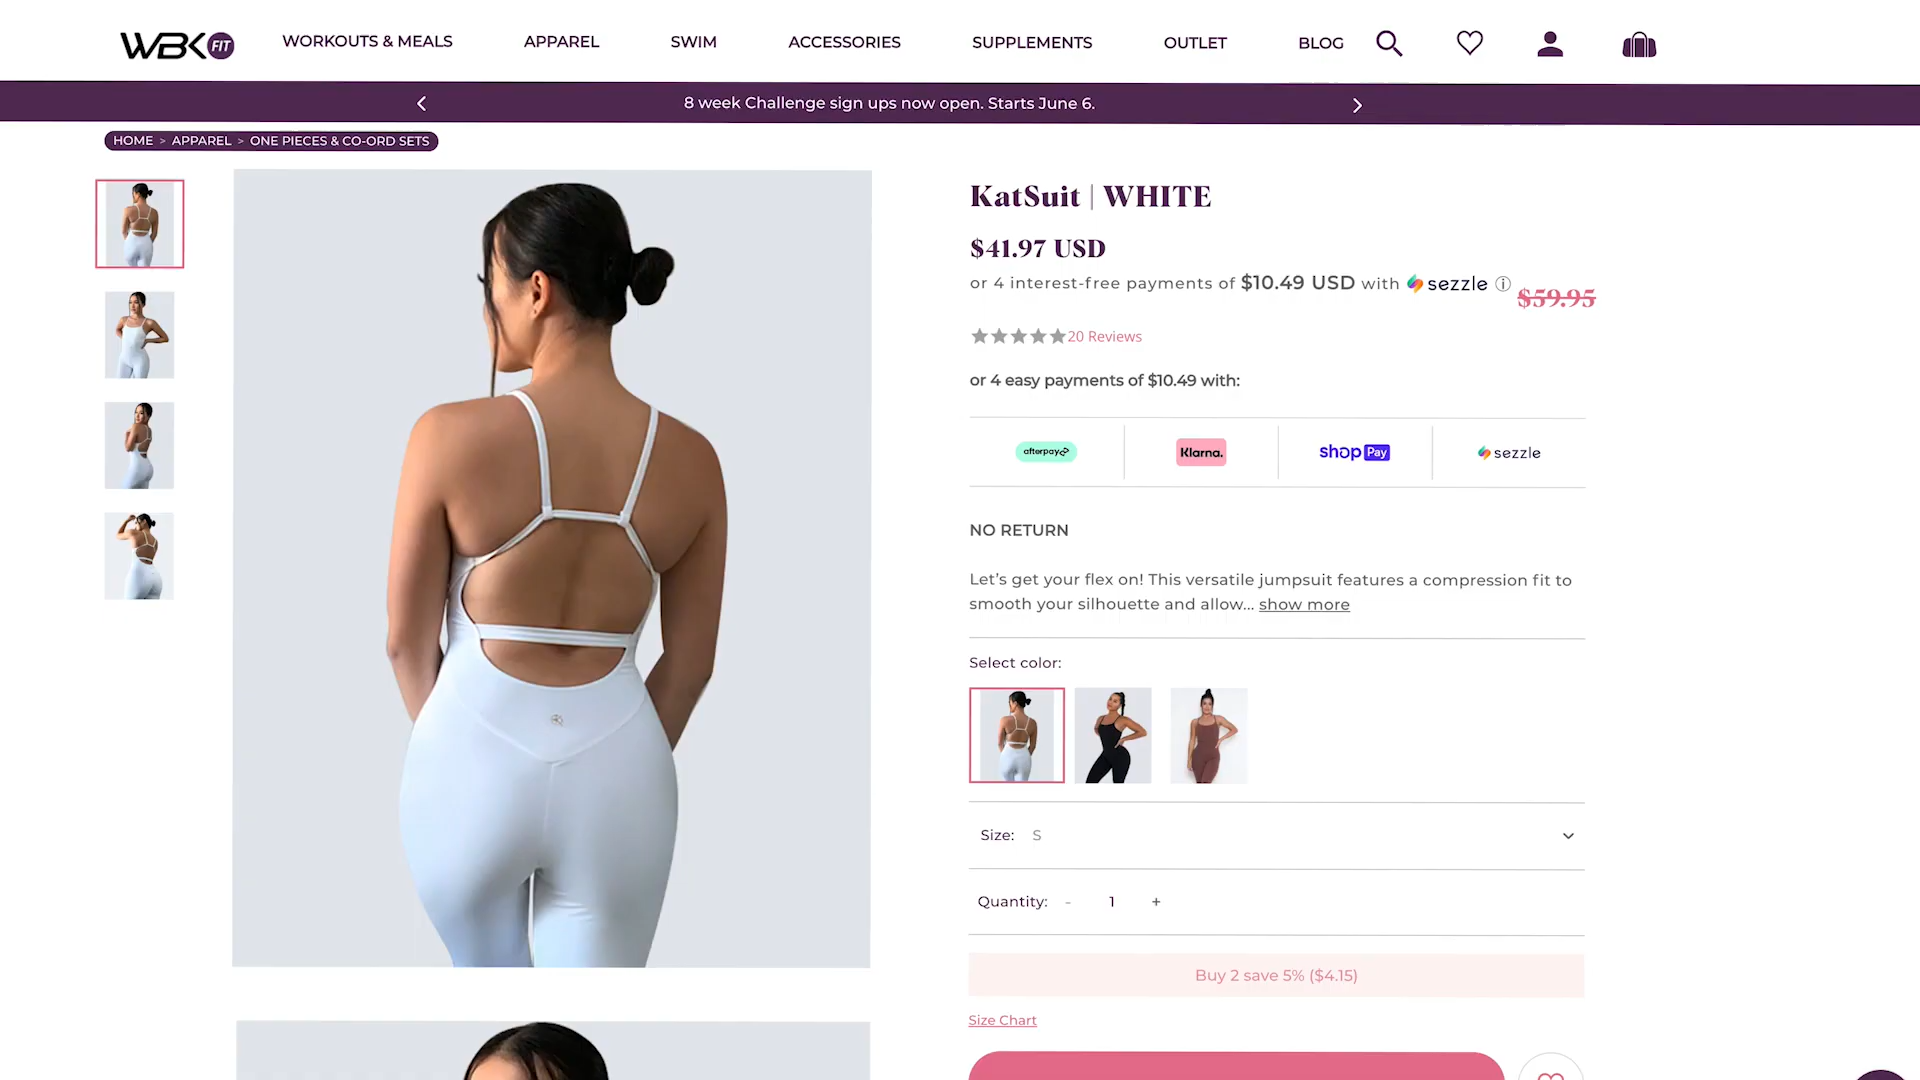 WBK FIT
WORKOUTS & MEALS APPAREL SWIM ACCESSORIES SUPPLEMENTS OUTLET BLOG
8 week Challenge sign ups now open. Starts June 6.
HOME > APPAREL > ONE PIECES & CO-ORD SETS
KatSuit | WHITE
$41.97 USD
or 4 interest-free payments of $10.49 USD with sezzle
$59.95
20 Reviews
or 4 easy payments of $10.49 with:
afterpay Klarna. shop Pay sezzle
NO RETURN
Let's get your flex on! This versatile jumpsuit features a compression fit to
smooth your silhouette and allow... show more
Select color:
Size: S
Quantity: - 1 +
Buy 2 save 5% ($4.15)
Size Chart